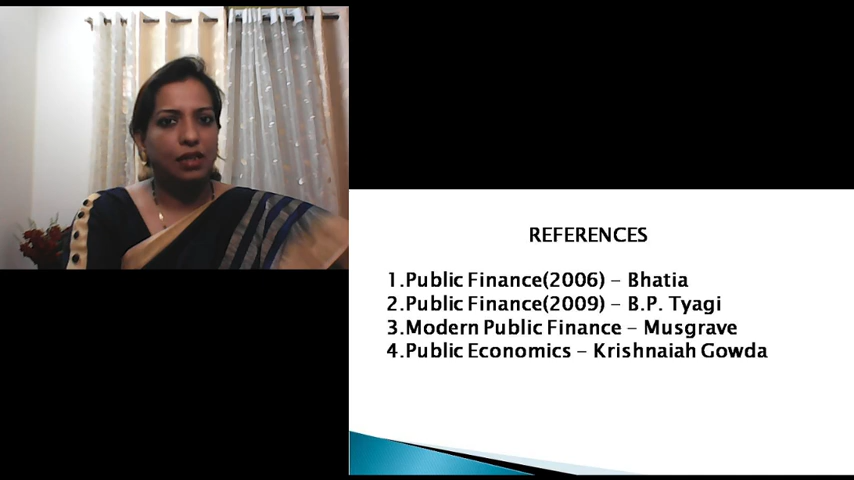 REFERENCES
1.Public Finance(2006) – Bhatia
2.Public Finance(2009) – B.P. Tyagi
3.Modern Public Finance – Musgrave
4.Public Economics – Krishnaiah Gowda